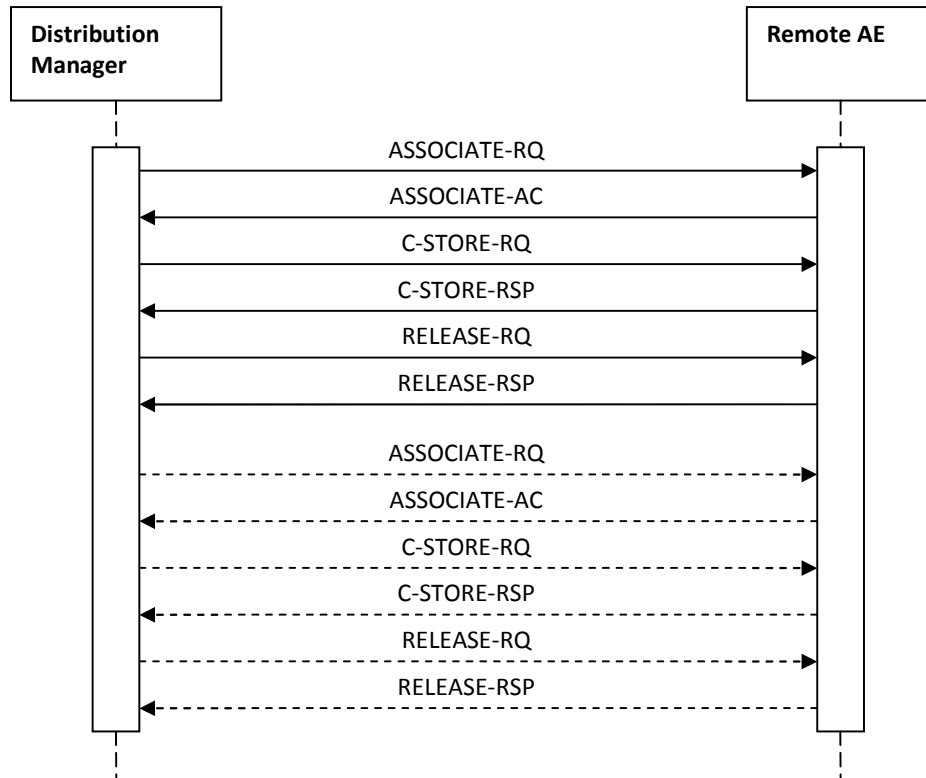 Distribution
Manager
Remote AE
ASSOCIATE-RQ
ASSOCIATE-AC
C-STORE-RQ
C-STORE-RSP
RELEASE-RQ
RELEASE-RSP
ASSOCIATE-RQ
ASSOCIATE-AC
C-STORE-RQ
C-STORE-RSP
RELEASE-RQ
RELEASE-RSP